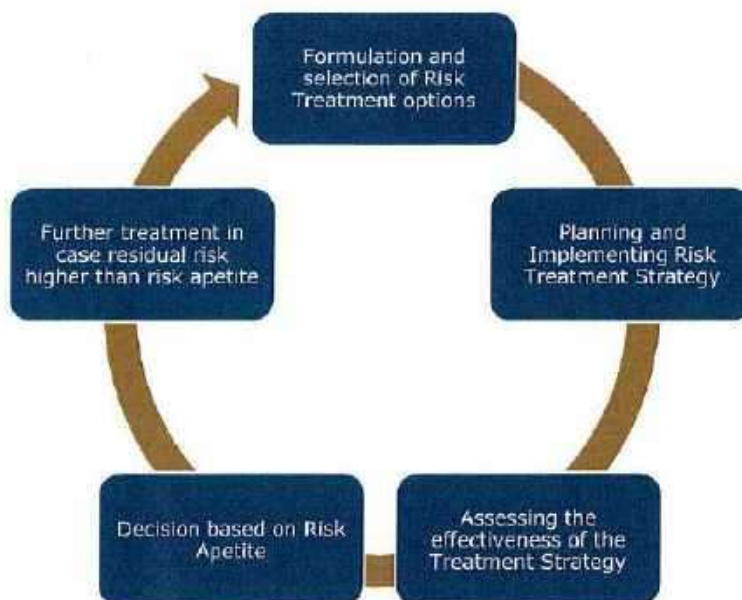 Formulation and
selection of Risk
Treatment options
Planning and
Implementing Risk
Treatment Strategy
Assessing the
effectiveness of the
Treatment Strategy
Decision based on Risk
Apetite
Further treatment in
case residual risk
higher than risk apetite